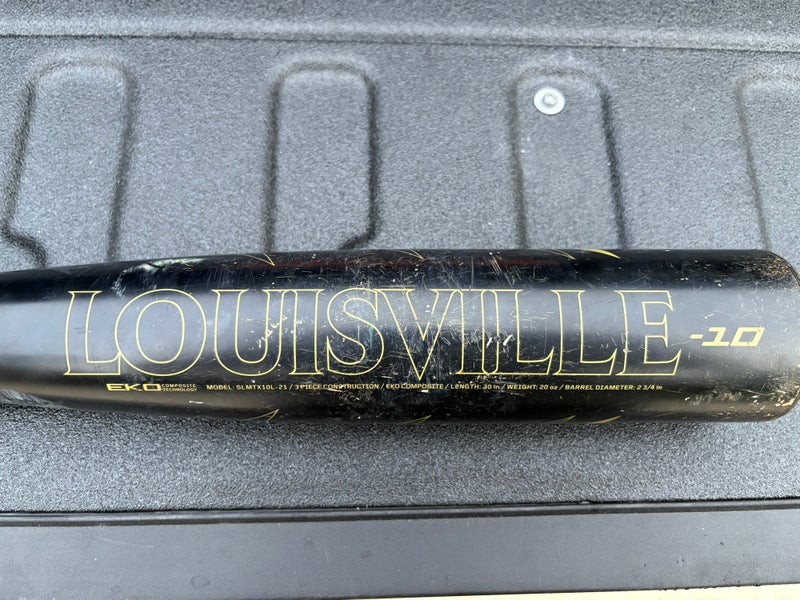 LOUISVILLE -10
EKO COMPOSITE TECHNOLOGY MODEL: SLMTX10L-21 / 3 PIECE CONSTRUCTION / EKO COMPOSITE / LENGTH: 30 in / WEIGHT: 20 oz / BARREL DIAMETER: 2 3/4 in